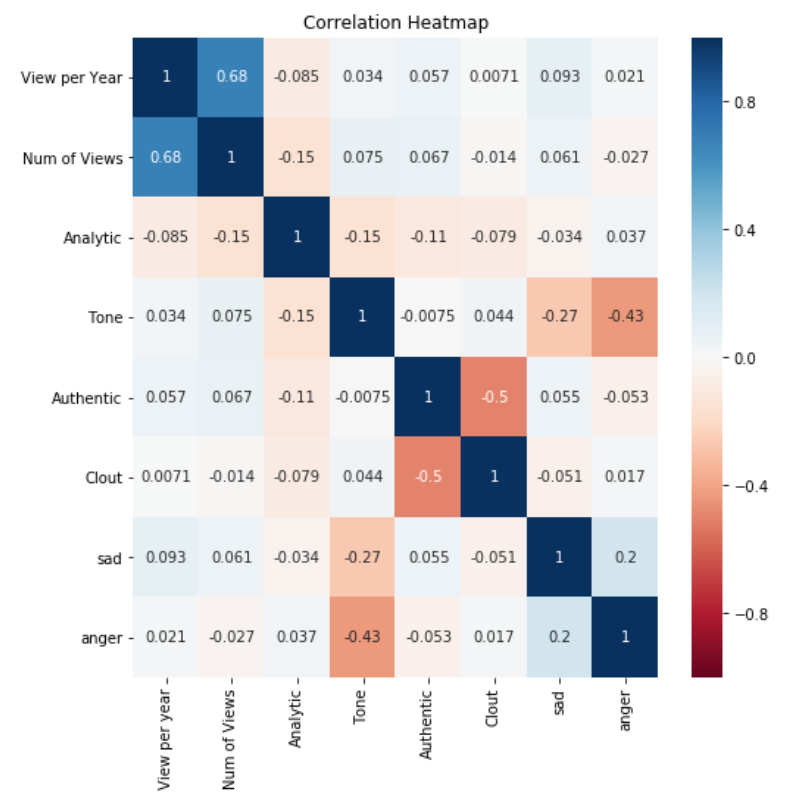 Correlation Heatmap
View per Year 1 0.68 -0.085 0.034 0.057 0.0071 0.093 0.021
Num of Views 0.68 1 -0.15 0.075 0.067 -0.014 0.061 -0.027
Analytic -0.085 -0.15 1 -0.15 -0.11 -0.079 -0.034 0.037
Tone 0.034 0.075 -0.15 1 -0.0075 0.044 -0.27 -0.43
Authentic 0.057 0.067 -0.11 -0.0075 1 -0.5 0.055 -0.053
Clout 0.0071 -0.014 -0.079 0.044 -0.5 1 -0.051 0.017
sad 0.093 0.061 -0.034 -0.27 0.055 -0.051 1 0.2
anger 0.021 -0.027 0.037 -0.43 -0.053 0.017 0.2 1
View per year
Num of Views
Analytic
Tone
Authentic
Clout
sad
anger
0.8
0.4
0.0
−0.4
−0.8